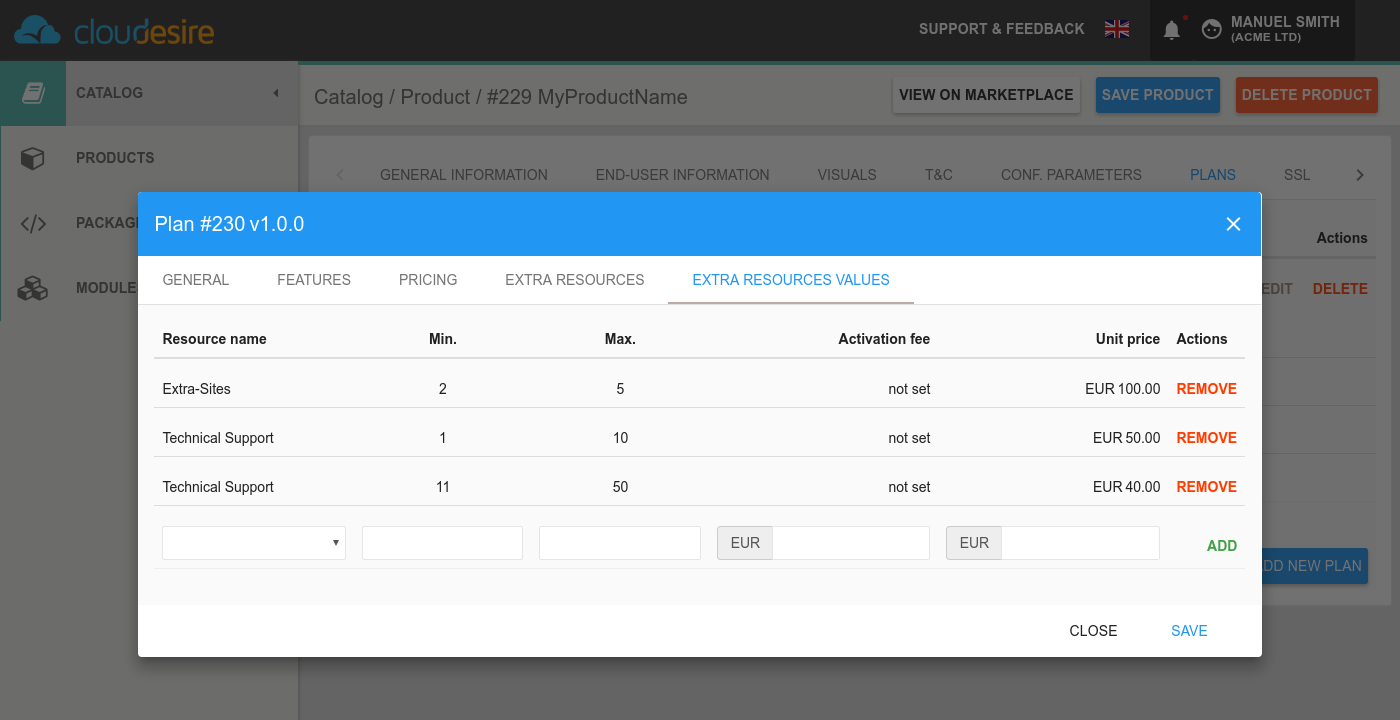 cloudesire
SUPPORT & FEEDBACK
MANUEL SMITH
(ACME LTD)
CATALOG
Catalog / Product / #229 MyProductName
VIEW ON MARKETPLACE
SAVE PRODUCT
DELETE PRODUCT
PRODUCTS
GENERAL INFORMATION
END-USER INFORMATION
VISUALS
T&C
CONF. PARAMETERS
PLANS
SSL
PACKAG
MODULE
Actions
EDIT
DELETE
DD NEW PLAN
Plan #230 v1.0.0
GENERAL
FEATURES
PRICING
EXTRA RESOURCES
EXTRA RESOURCES VALUES
Resource name Min. Max. Activation fee Unit price Actions
Extra-Sites 2 5 not set EUR 100.00 REMOVE
Technical Support 1 10 not set EUR 50.00 REMOVE
Technical Support 11 50 not set EUR 40.00 REMOVE
EUR EUR ADD
CLOSE
SAVE